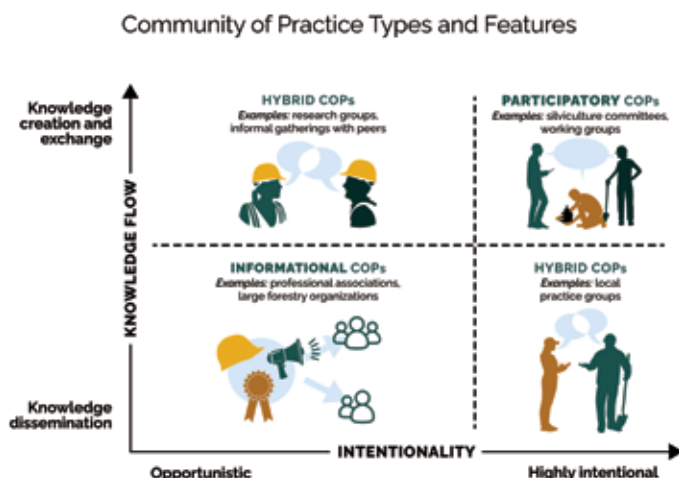 Community of Practice Types and Features
Knowledge
creation and
exchange
HYBRID COPs
Examples: research groups,
informal gatherings with peers
PARTICIPATORY COPs
Examples: silviculture committees,
working groups
KNOWLEDGE FLOW
INFORMATIONAL COPs
Examples: professional associations,
large forestry organizations
HYBRID COPs
Examples: local
practice groups
Knowledge
dissemination
INTENTIONALITY
Opportunistic
Highly intentional